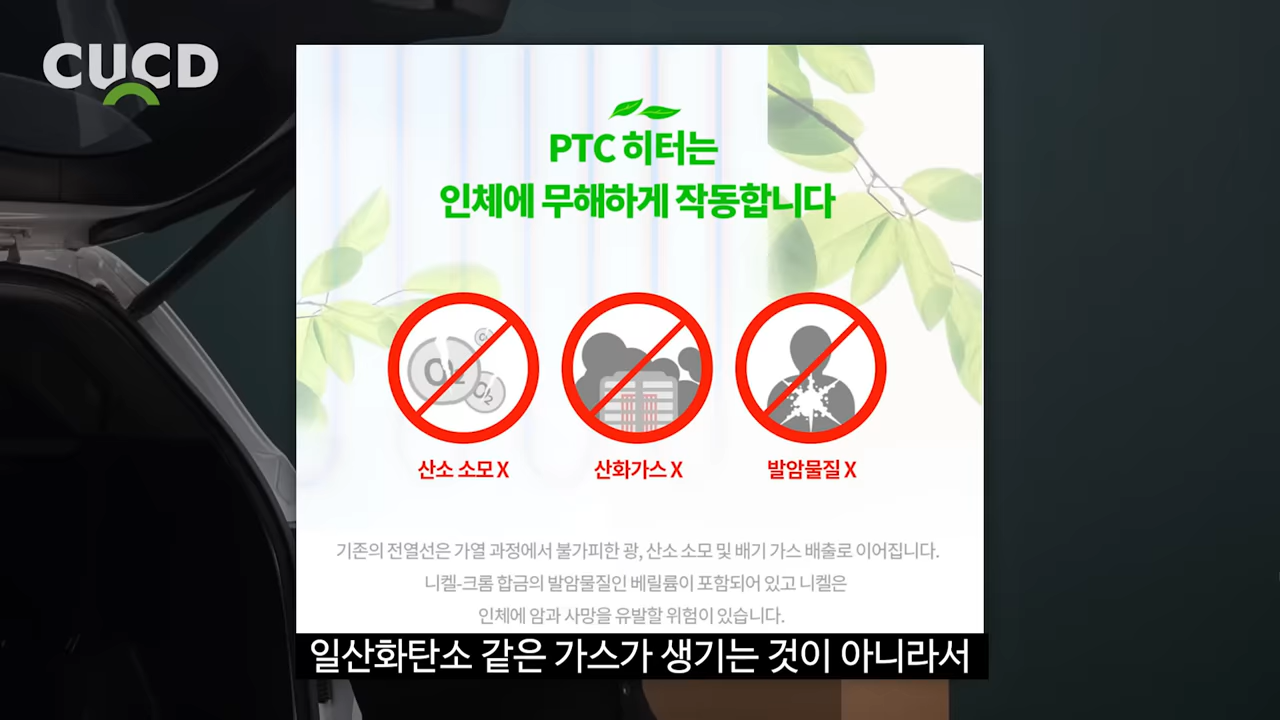 CUCD
PTC 히터는
인체에 무해하게 작동합니다
O2
O2
산소 소모 X
산화가스 X
발암물질 X
기존의 전열선은 가열 과정에서 불가피한 광, 산소 소모 및 배기 가스 배출로 이어집니다.
니켈-크롬 합금의 발암물질인 베릴륨이 포함되어 있고 니켈은
인체에 암과 사망을 유발할 위험이 있습니다.
일산화탄소 같은 가스가 생기는 것이 아니라서